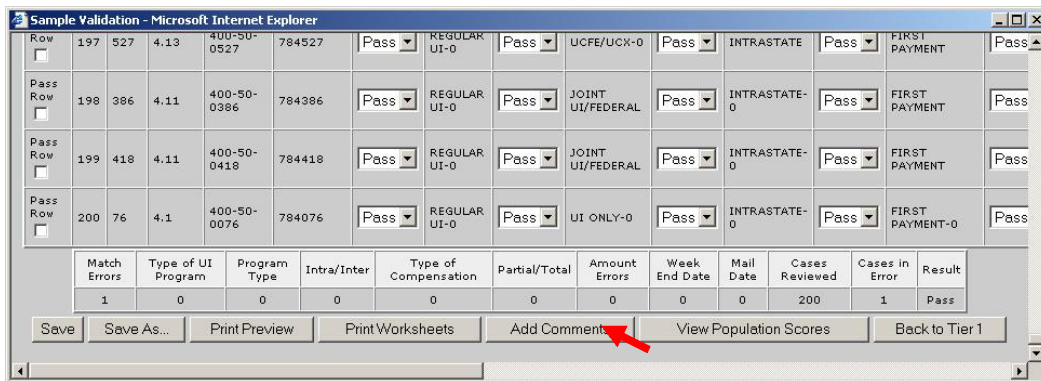 Sample Validation - Microsoft Internet Explorer
Row 197 527 4.13 400-50-0527 784527 Pass REGULAR UI-0 Pass UCFE/UCX-0 Pass INTRASTATE Pass FIRST PAYMENT Pass
Pass Row 198 386 4.11 400-50-0386 784386 Pass REGULAR UI-0 Pass JOINT UI/FEDERAL Pass INTRASTATE-0 Pass FIRST PAYMENT Pass
Pass Row 199 418 4.11 400-50-0418 784418 Pass REGULAR UI-0 Pass JOINT UI/FEDERAL Pass INTRASTATE-0 Pass FIRST PAYMENT Pass
Pass Row 200 76 4.1 400-50-0076 784076 Pass REGULAR UI-0 Pass UI ONLY-0 Pass INTRASTATE-0 Pass FIRST PAYMENT-0 Pass
Match Errors Type of UI Program Program Type Intra/Inter Type of Compensation Partial/Total Amount Errors Week End Date Mail Date Cases Reviewed Cases in Error Result
1 0 0 0 0 0 0 0 0 200 1 Pass
Save Save As... Print Preview Print Worksheets Add Comments View Population Scores Back to Tier 1